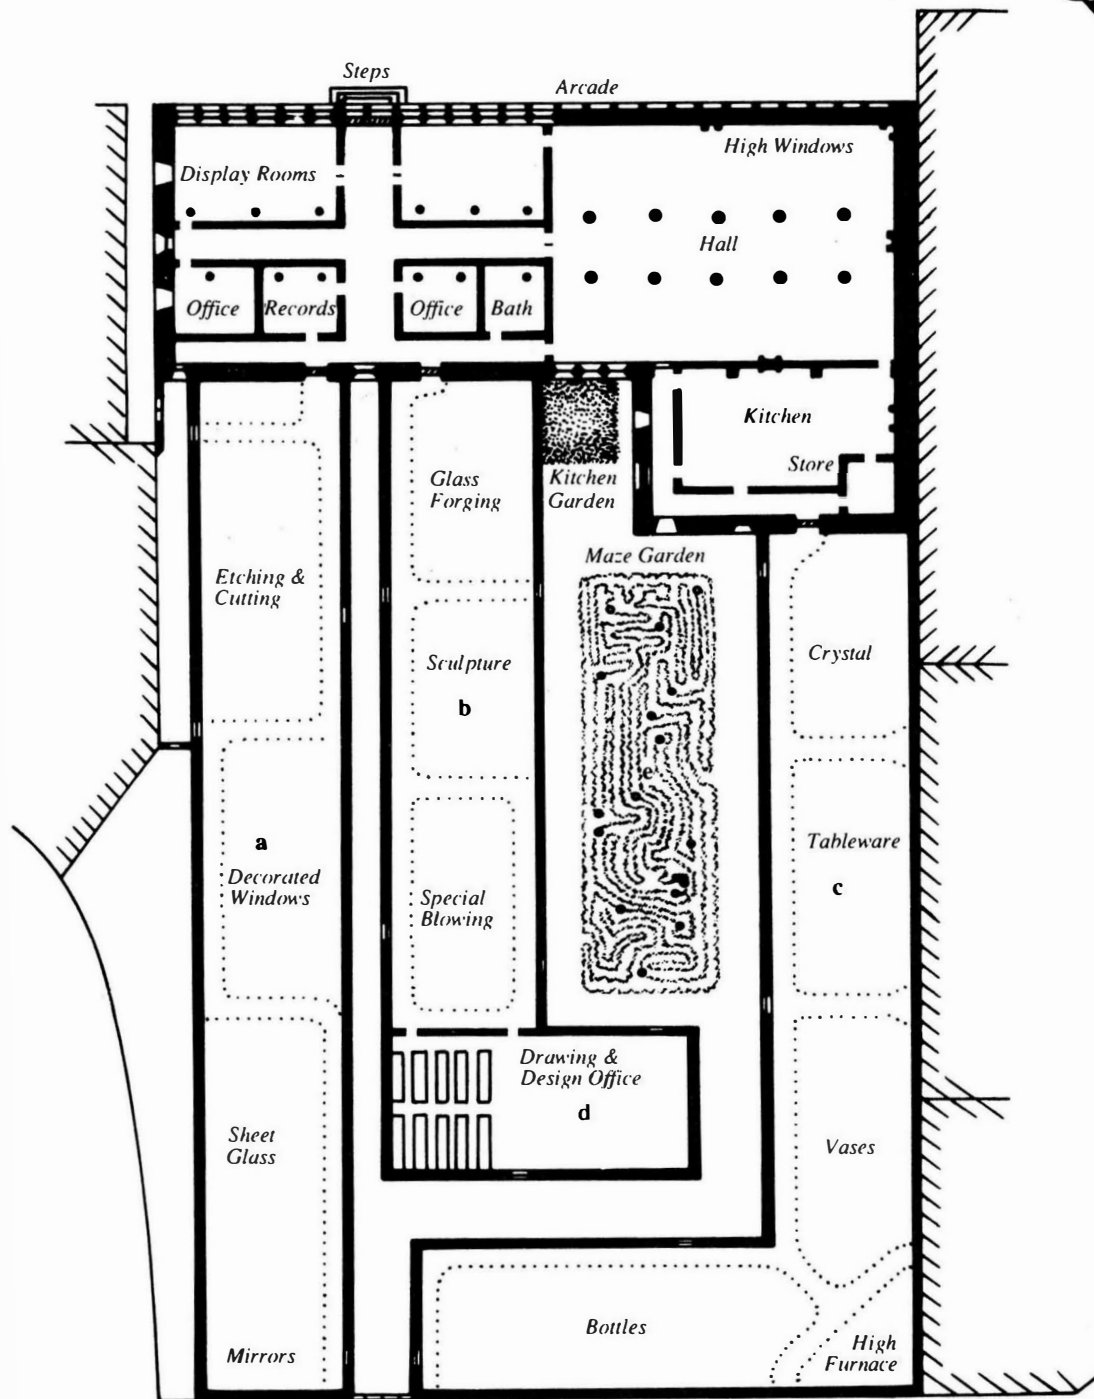 Steps
Arcade
High Windows
Display Rooms
Hall
Office
Records
Office
Bath
Kitchen
Store
Glass
Forging
Kitchen
Garden
Maze Garden
Etching &
Cutting
Sculpture
b
Crystal
e
a
Decorated
Windows
Tableware
c
Special
Blowing
Drawing &
Design Office
d
Sheet
Glass
Vases
Bottles
Mirrors
High
Furnace